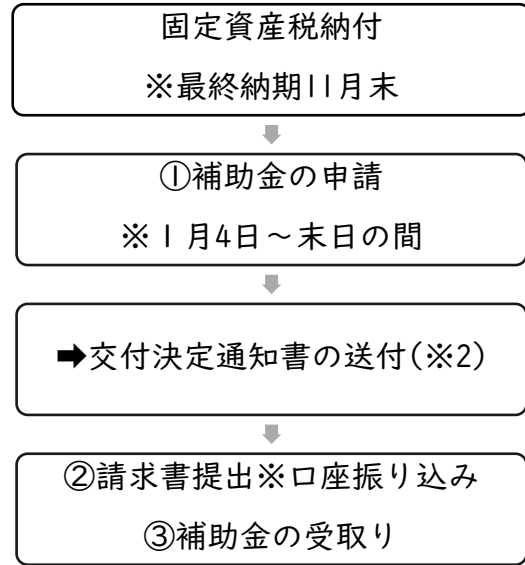 固定資産税納付
※最終納期11月末
①補助金の申請
※1月4日～末日の間
➡交付決定通知書の送付(※2)
②請求書提出※口座振り込み
③補助金の受取り